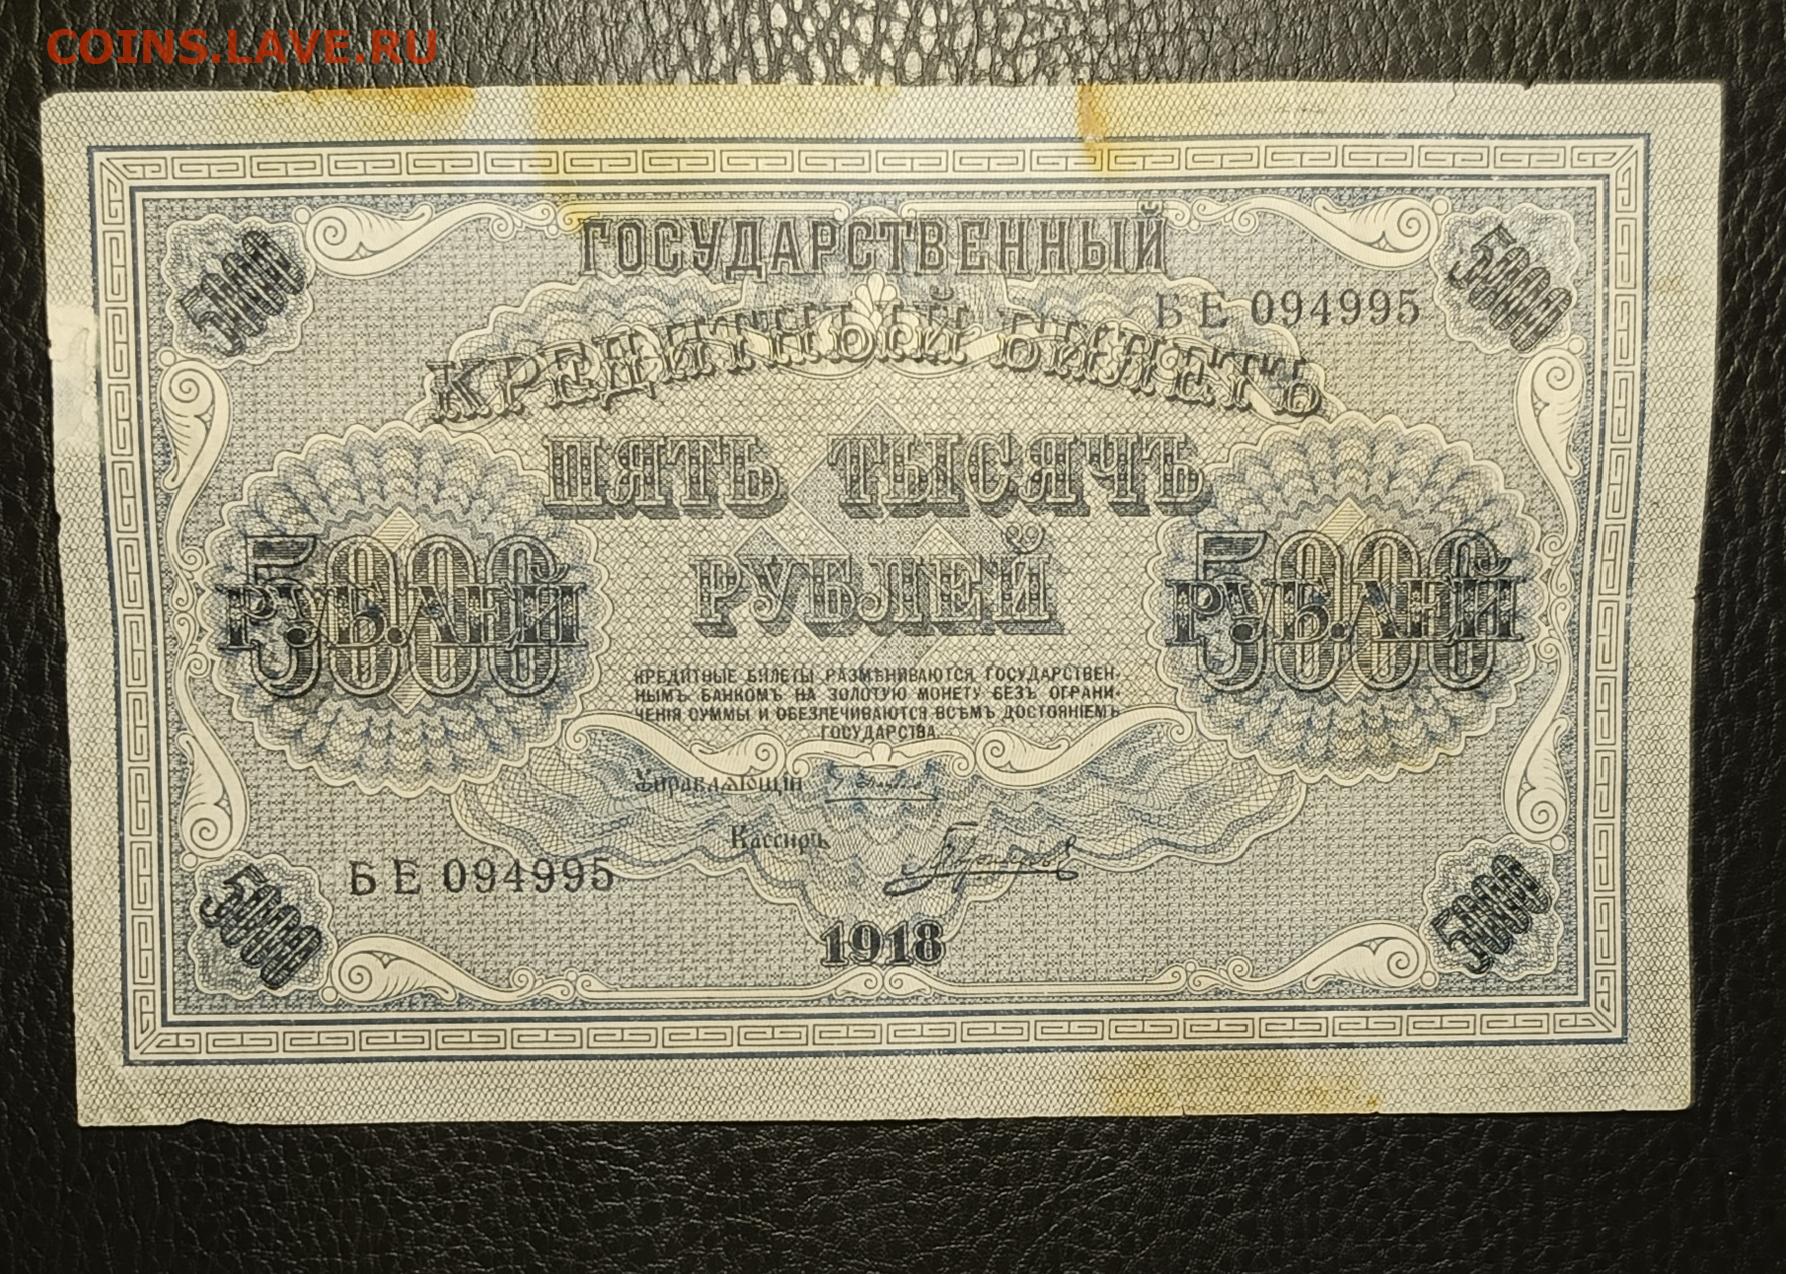 COINS.LAVE.RU
5000
5000
ГОСУДАРСТВЕННЫЙ
БЕ 094995
КРЕДИТНЫЙ БИЛЕТЪ
ПЯТЬ ТЫСЯЧЪ
РУБЛЕЙ
5000
РУБЛЕЙ
5000
РУБЛЕЙ
КРЕДИТНЫЕ БИЛЕТЫ РАЗМѢНИВАЮТСЯ ГОСУДАРСТВЕН-
НЫМЪ БАНКОМЪ НА ЗОЛОТУЮ МОНЕТУ БЕЗЪ ОГРАНИ-
ЧЕНІЯ СУММЫ И ОБЕЗПЕЧИВАЮТСЯ ВСѢМЪ ДОСТОЯНІЕМЪ
ГОСУДАРСТВА.
Управляющій
Кассиръ
БЕ 094995
5000
5000
1918